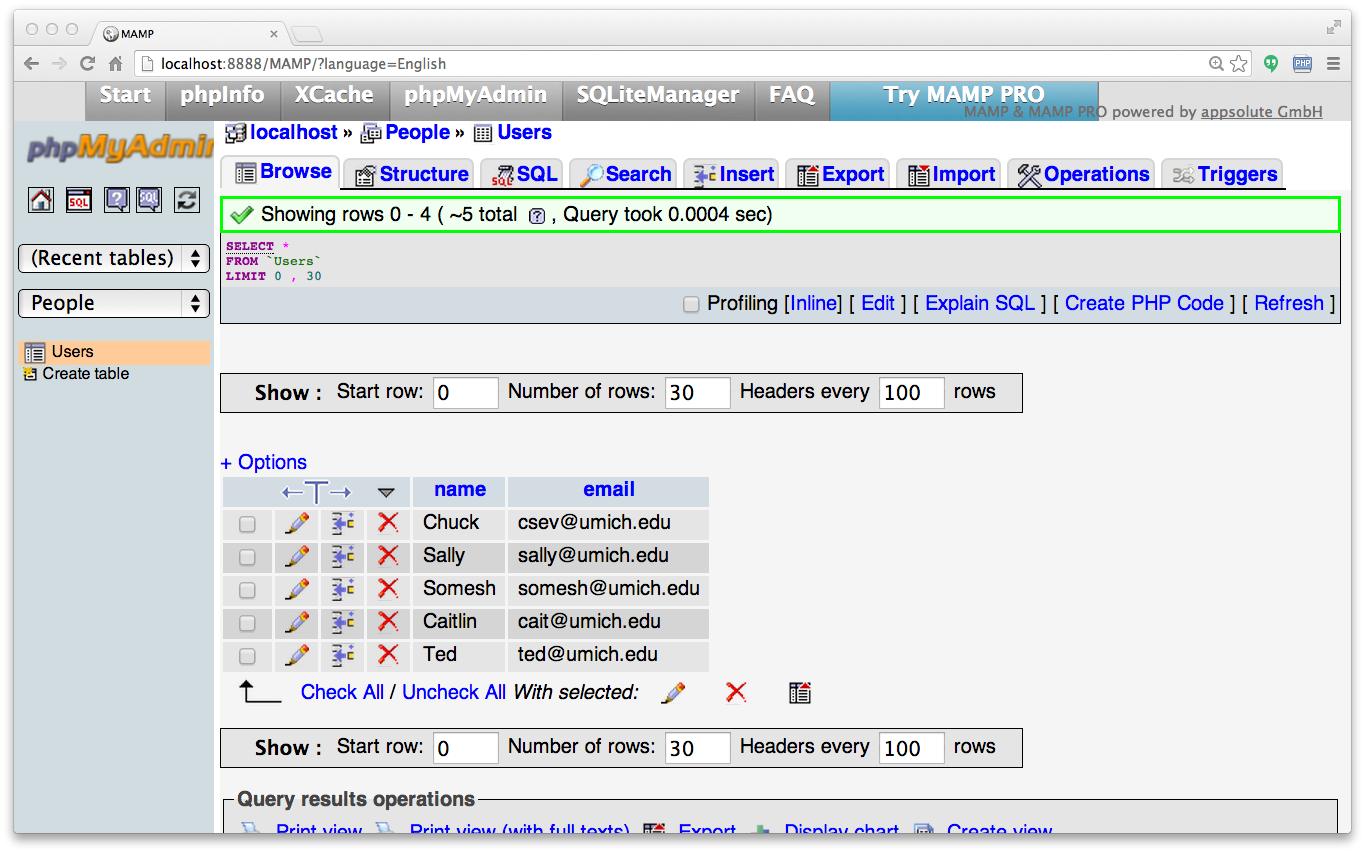 MAMP
localhost:8888/MAMP/?language=English
PHP
Start phpInfo XCache phpMyAdmin SQLiteManager FAQ Try MAMP PRO
MAMP & MAMP PRO powered by appsolute GmbH
phpMyAdmin
localhost » People » Users
Browse Structure SQL Search Insert Export Import Operations Triggers
SQL ? SQL
Showing rows 0 - 4 ( ~5 total ? , Query took 0.0004 sec)
(Recent tables)
SELECT *
FROM `Users`
LIMIT 0 , 30
People
Profiling [Inline] [ Edit ] [ Explain SQL ] [ Create PHP Code ] [ Refresh ]
Users
Create table
Show : Start row: 0 Number of rows: 30 Headers every 100 rows
+ Options
←T→ name email
Chuck csev@umich.edu
Sally sally@umich.edu
Somesh somesh@umich.edu
Caitlin cait@umich.edu
Ted ted@umich.edu
Check All / Uncheck All With selected:
Show : Start row: 0 Number of rows: 30 Headers every 100 rows
Query results operations
Print view Print view (with full texts) Export Display chart Create view